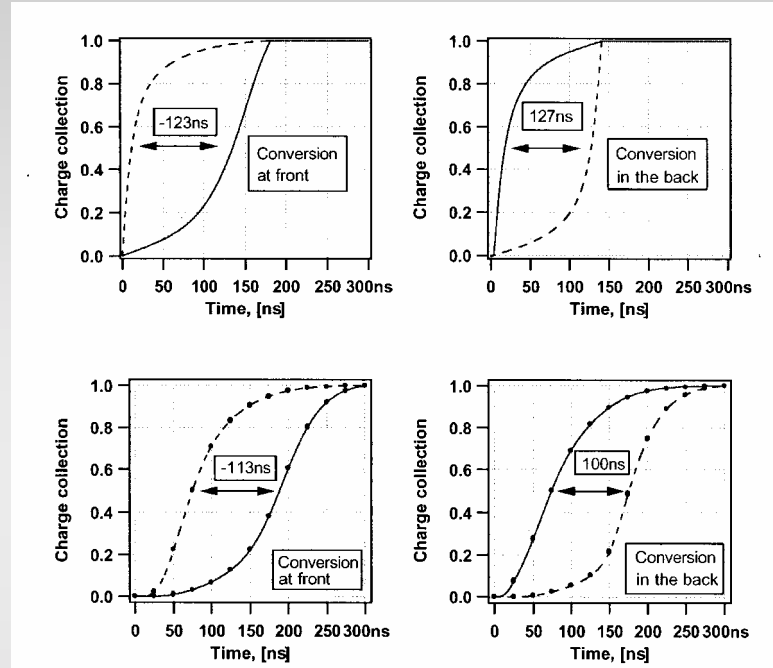 Charge collection
1.0
0.8
0.6
0.4
0.2
0.0
-123ns
Conversion
at front
0 50 100 150 200 250 300ns
Time, [ns]
Charge collection
1.0
0.8
0.6
0.4
0.2
0.0
127ns
Conversion
in the back
0 50 100 150 200 250 300ns
Time, [ns]
Charge collection
1.0
0.8
0.6
0.4
0.2
0.0
-113ns
Conversion
at front
0 50 100 150 200 250 300ns
Time, [ns]
Charge collection
1.0
0.8
0.6
0.4
0.2
0.0
100ns
Conversion
in the back
0 50 100 150 200 250 300ns
Time, [ns]